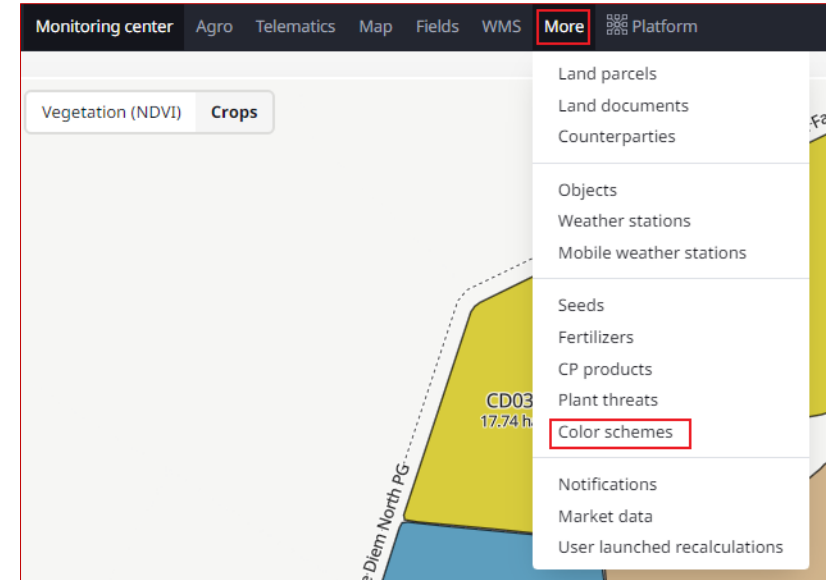 Monitoring center Agro Telematics Map Fields WMS More Platform
Land parcels
Land documents
Counterparties
Vegetation (NDVI) Crops
Objects
Weather stations
Mobile weather stations
Seeds
Fertilizers
CP products
Plant threats
Color schemes
CD03
17.74
Diem North PG
Notifications
Market data
User launched recalculations